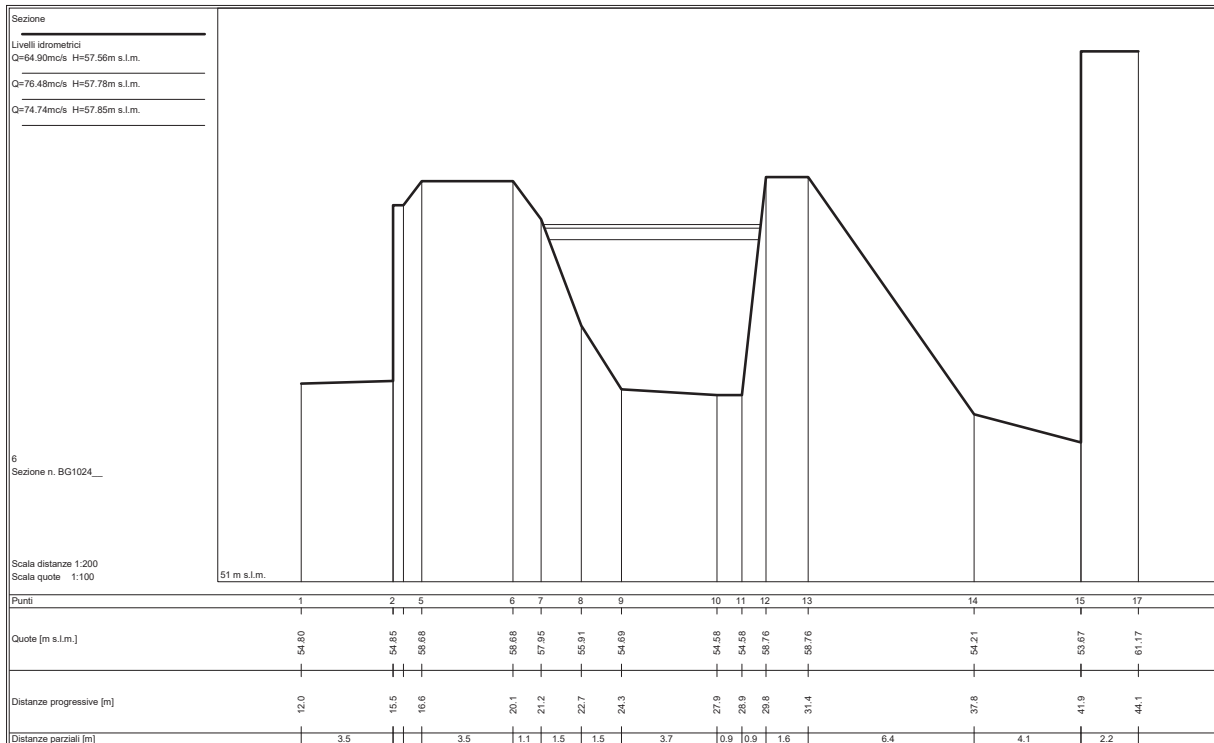 Sezione
Livelli idrometrici
Q=64.90mc/s H=57.56m s.l.m.
Q=76.48mc/s H=57.78m s.l.m.
Q=74.74mc/s H=57.85m s.l.m.
6
Sezione n. BG1024__
Scala distanze 1:200
Scala quote 1:100
51 m s.l.m.
Punti 1 2 5 6 7 8 9 10 11 12 13 14 15 17
Quote [m s.l.m.] 54.80 54.85 58.68 58.68 57.95 55.91 54.69 54.58 54.58 58.76 58.76 54.21 53.67 61.17
Distanze progressive [m] 12.0 15.5 16.6 20.1 21.2 22.7 24.3 27.9 28.9 29.8 31.4 37.8 41.9 44.1
Distanze parziali [m] 3.5 3.5 1.1 1.5 1.5 3.7 0.9 0.9 1.6 6.4 4.1 2.2